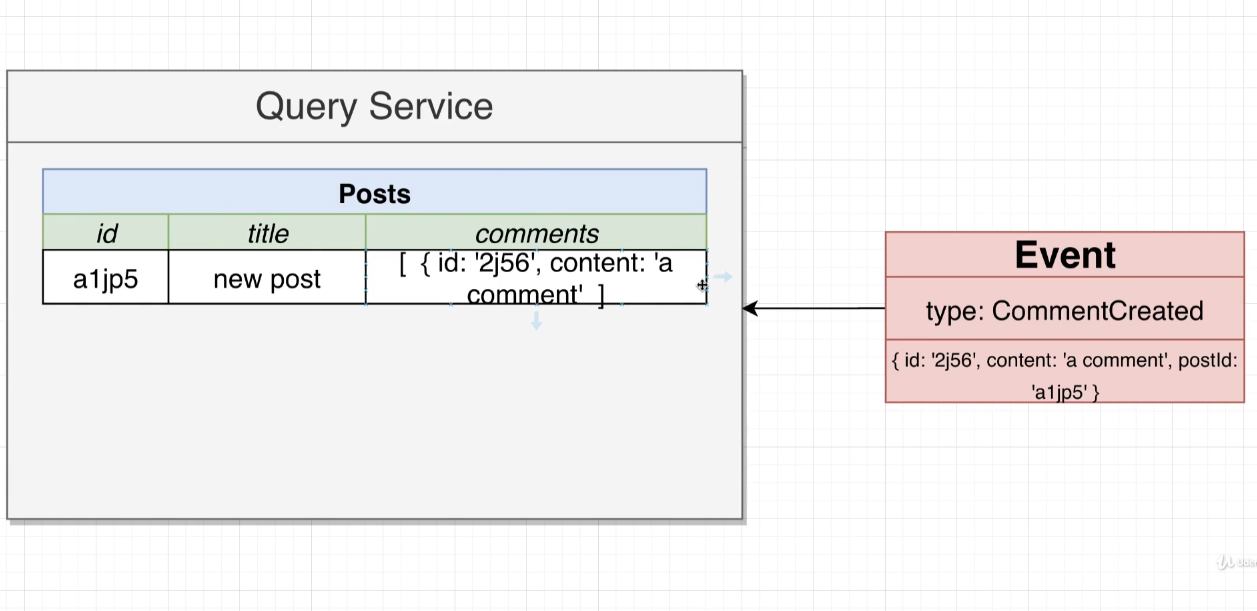 Query Service
Posts
id title comments
a1jp5 new post [ { id: '2j56', content: 'a
comment' ]
Event
type: CommentCreated
{ id: '2j56', content: 'a comment', postId:
'a1jp5' }